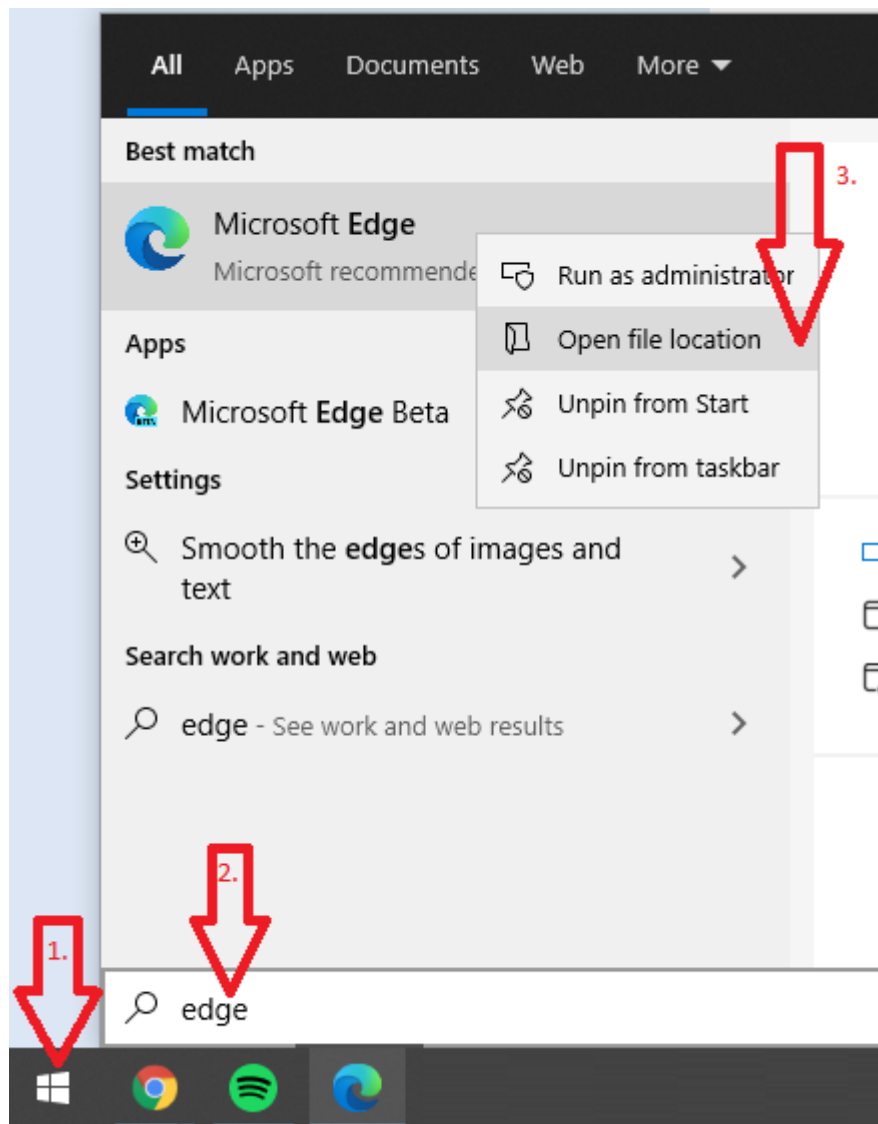 All Apps Documents Web More
Best match
3.
Microsoft Edge
Microsoft recommende
Run as administrator
Open file location
Unpin from Start
Unpin from taskbar
Apps
Microsoft Edge Beta
Settings
Smooth the edges of images and
text
Search work and web
edge - See work and web results
2.
1.
edge